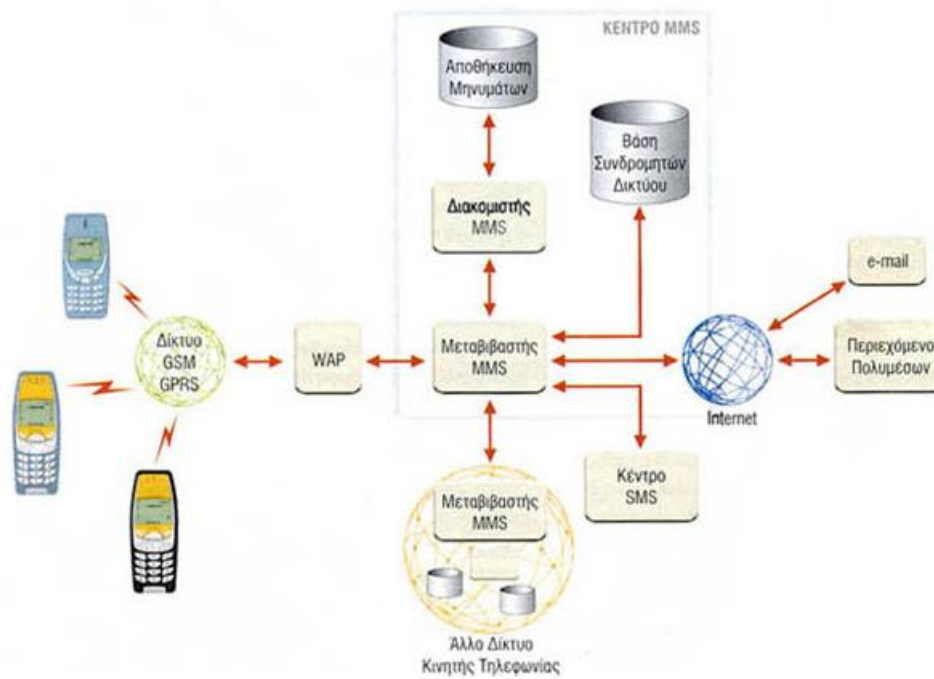 ΚΕΝΤΡΟ MMS
Αποθήκευση
Μηνυμάτων
Βάση
Συνδρομητών
Δικτύου
Διακομιστής
MMS
e-mail
Δίκτυο
GSM
GPRS
WAP
Μεταβιβαστής
MMS
Περιεχόμενο
Πολυμέσων
Internet
Κέντρο
SMS
Μεταβιβαστής
MMS
Άλλο Δίκτυο
Κινητής Τηλεφωνίας